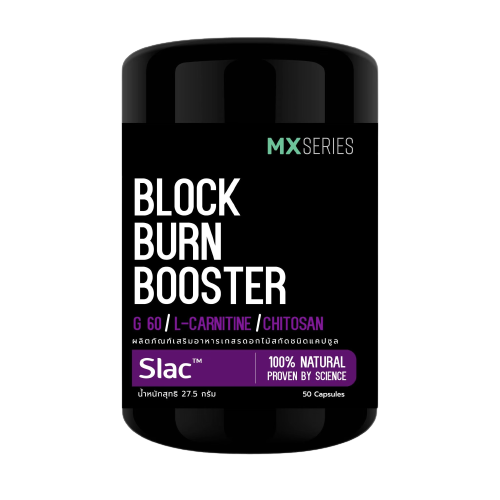 MXSERIES
BLOCK
BURN
BOOSTER
G 60 / L-CARNITINE / CHITOSAN
ผลิตภัณฑ์เสริมอาหารเกสรดอกไม้สกัดชนิดแคปซูล
Slac™
100% NATURAL
PROVEN BY SCIENCE
น้ำหนักสุทธิ 27.5 กรัม
50 Capsules